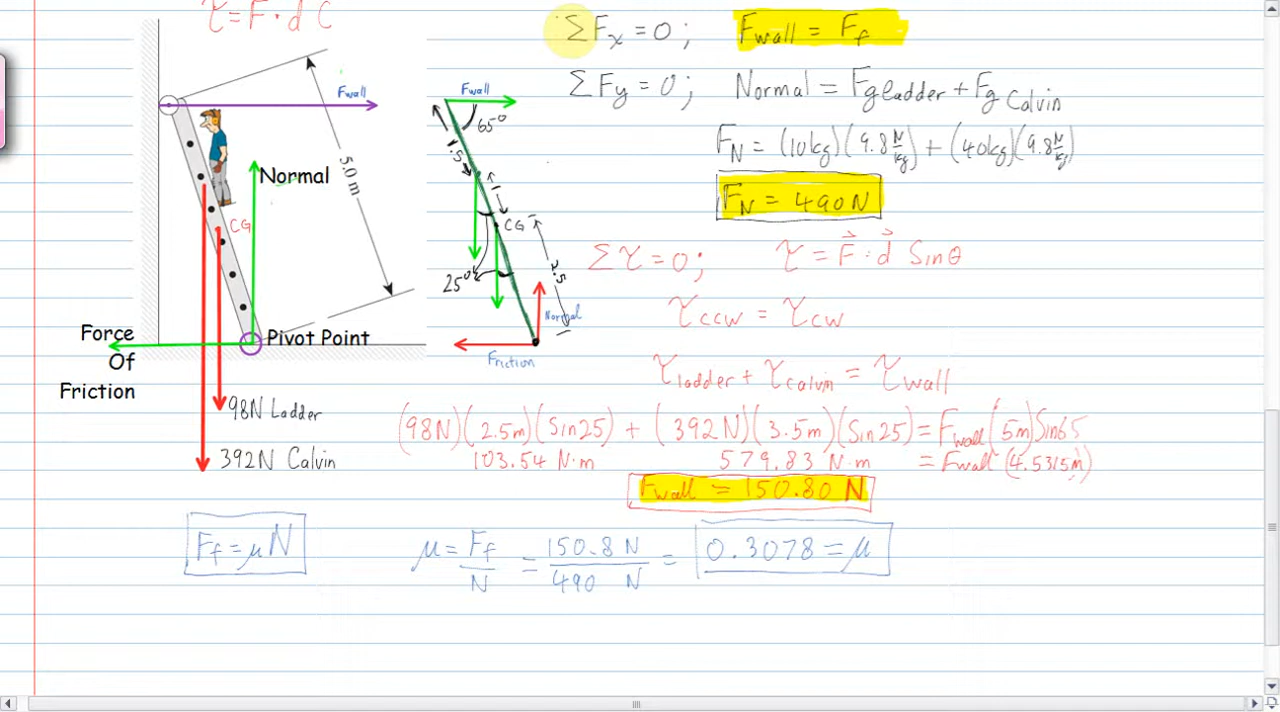 τ = F · d
ΣFx = 0 ; Fwall = Ff
ΣFy = 0 ; Normal = Fg ladder + Fg Calvin
FN = (10kg)(9.8 N/kg) + (40kg)(9.8 N/kg)
FN = 490N
Στ = 0 ; τ = F · d Sinθ
τccw = τcw
τladder + τcalvin = τwall
(98N)(2.5m)(Sin25) + (392N)(3.5m)(Sin25) = Fwall (5m) Sin65
103.54 N·m 579.83 N·m = Fwall (4.5315m)
Fwall = 150.80 N
Fwall
5.0 m
Normal
CG
Force
Of
Friction
Pivot Point
98N Ladder
392N Calvin
Fwall
65°
1.5
1
CG
25°
2.5
Normal
Friction
Ff = μN
μ = Ff/N = 150.8 N/490 N = 0.3078 = μ